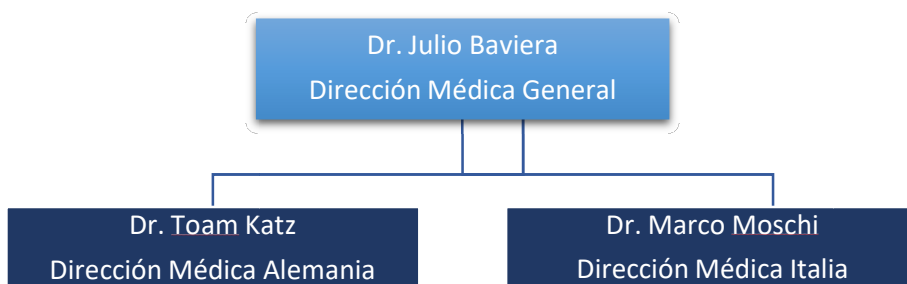 Dr. Julio Baviera
Dirección Médica General
Dr. Toam Katz
Dirección Médica Alemania
Dr. Marco Moschi
Dirección Médica Italia